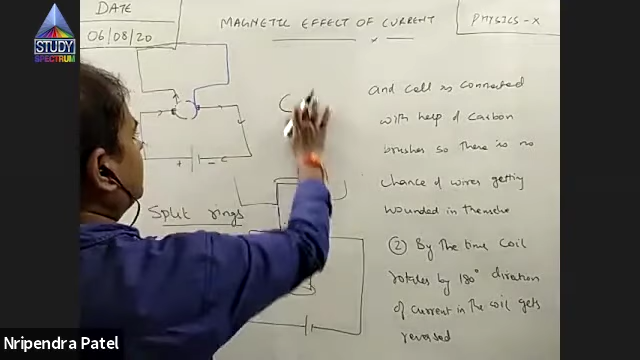 DATE
06/08/20
MAGNETIC EFFECT OF CURRENT
PHYSICS - X
STUDY
SPECTRUM
and cell is connected
with help of carbon
brushes so there is no
chance of wires getting
wounded in themselve
Split rings
② By the time coil
rotates by 180° diration
of current in the coil gets
reversed
+ -
Nripendra Patel